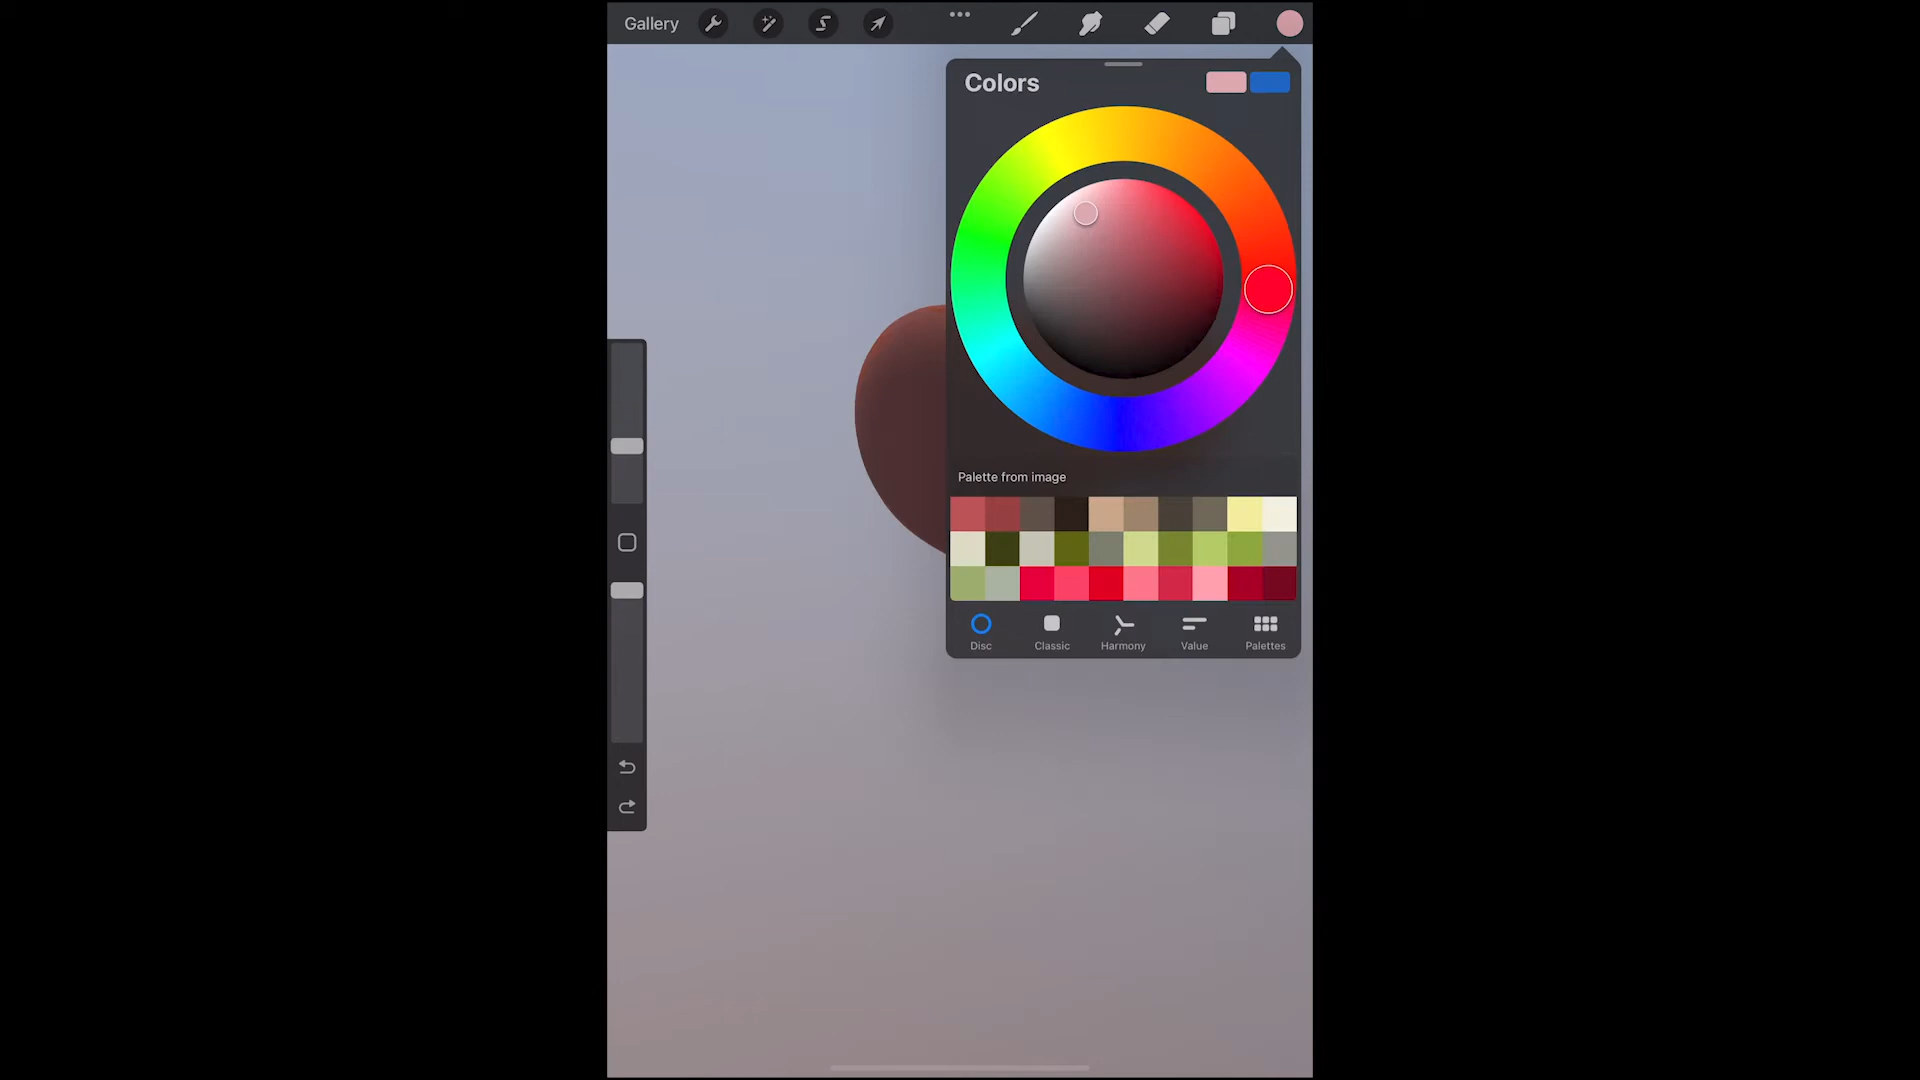 Gallery
Colors
Palette from image
Disc
Classic
Harmony
Value
Palettes